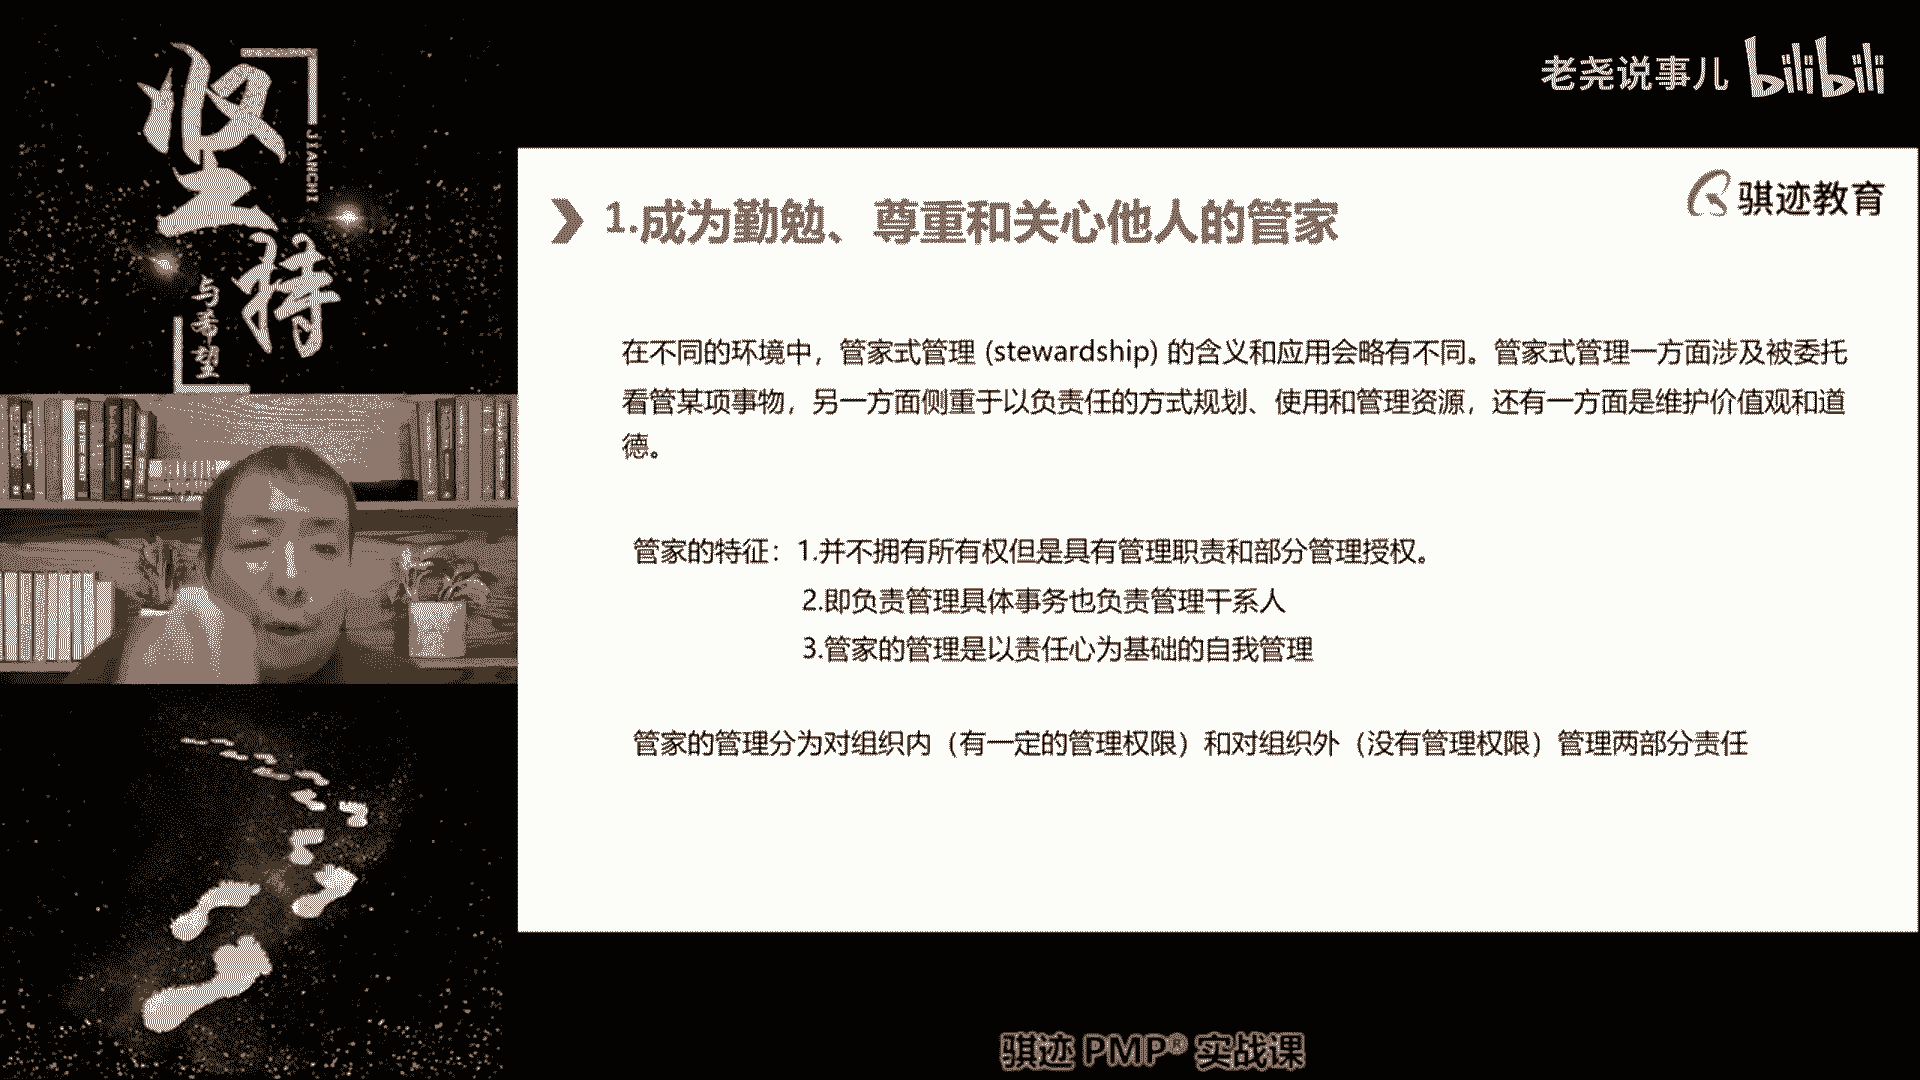 坚持
JIANCHI
与希望
老尧说事儿 bilibili
骐迹教育
1.成为勤勉、尊重和关心他人的管家
在不同的环境中，管家式管理 (stewardship) 的含义和应用会略有不同。管家式管理一方面涉及被委托
看管某项事物，另一方面侧重于以负责任的方式规划、使用和管理资源，还有一方面是维护价值观和道
德。
管家的特征：1.并不拥有所有权但是具有管理职责和部分管理授权。
2.即负责管理具体事务也负责管理干系人
3.管家的管理是以责任心为基础的自我管理
管家的管理分为对组织内（有一定的管理权限）和对组织外（没有管理权限）管理两部分责任
骐迹 PMP® 实战课